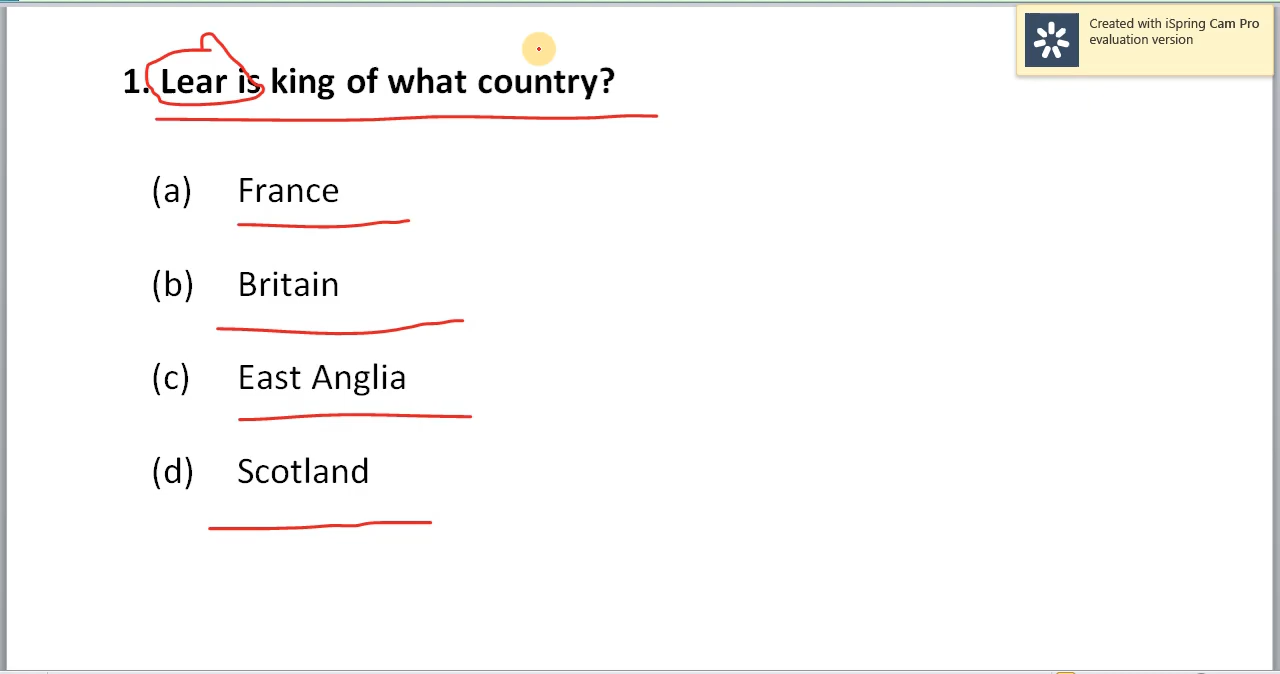 Created with iSpring Cam Pro
evaluation version
1. Lear is king of what country?
(a) France
(b) Britain
(c) East Anglia
(d) Scotland